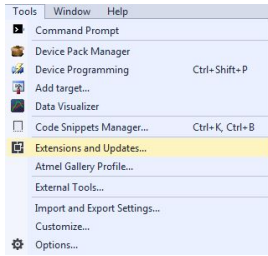 Tools Window Help
Command Prompt
Device Pack Manager
Device Programming Ctrl+Shift+P
Add target...
Data Visualizer
Code Snippets Manager... Ctrl+K, Ctrl+B
Extensions and Updates...
Atmel Gallery Profile...
External Tools...
Import and Export Settings...
Customize...
Options...